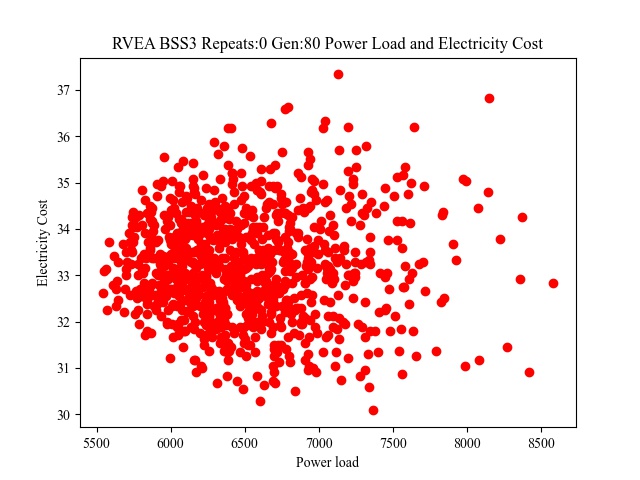 RVEA BSS3 Repeats:0 Gen:80 Power Load and Electricity Cost
37
36
35
34
33
32
31
30
Electricity Cost
5500 6000 6500 7000 7500 8000 8500
Power load